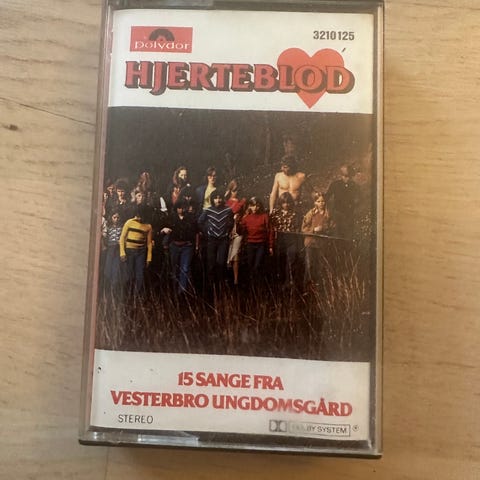 polydor
3210125
HJERTEBLOD
15 SANGE FRA
VESTERBRO UNGDOMSGÅRD
STEREO
DOLBY SYSTEM ®